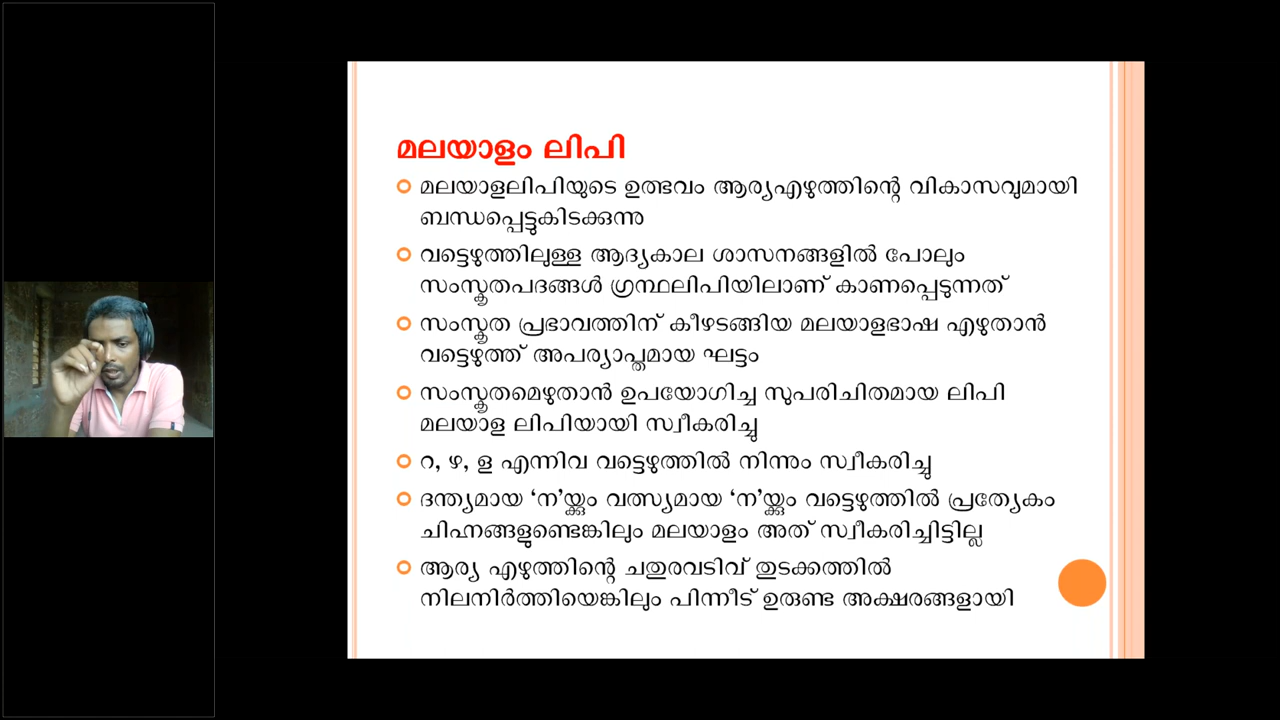 മലയാളം ലിപി
മലയാളലിപിയുടെ ഉത്ഭവം ആര്യഎഴുത്തിന്റെ വികാസവുമായി
ബന്ധപ്പെട്ടുകിടക്കുന്നു
വട്ടെഴുത്തിലുള്ള ആദ്യകാല ശാസനങ്ങളിൽ പോലും
സംസ്കൃതപദങ്ങൾ ഗ്രന്ഥലിപിയിലാണ് കാണപ്പെടുന്നത്
സംസ്കൃത പ്രഭാവത്തിന് കീഴടങ്ങിയ മലയാളഭാഷ എഴുതാൻ
വട്ടെഴുത്ത് അപര്യാപ്തമായ ഘട്ടം
സംസ്കൃതമെഴുതാൻ ഉപയോഗിച്ച സുപരിചിതമായ ലിപി
മലയാള ലിപിയായി സ്വീകരിച്ചു
റ, ഴ, ള എന്നിവ വട്ടെഴുത്തിൽ നിന്നും സ്വീകരിച്ചു
ദന്ത്യമായ ‘ന’യ്ക്കും വത്സ്യമായ ‘ന’യ്ക്കും വട്ടെഴുത്തിൽ പ്രത്യേകം
ചിഹ്നങ്ങളുണ്ടെങ്കിലും മലയാളം അത് സ്വീകരിച്ചിട്ടില്ല
ആര്യ എഴുത്തിന്റെ ചതുരവടിവ് തുടക്കത്തിൽ
നിലനിർത്തിയെങ്കിലും പിന്നീട് ഉരുണ്ട അക്ഷരങ്ങളായി